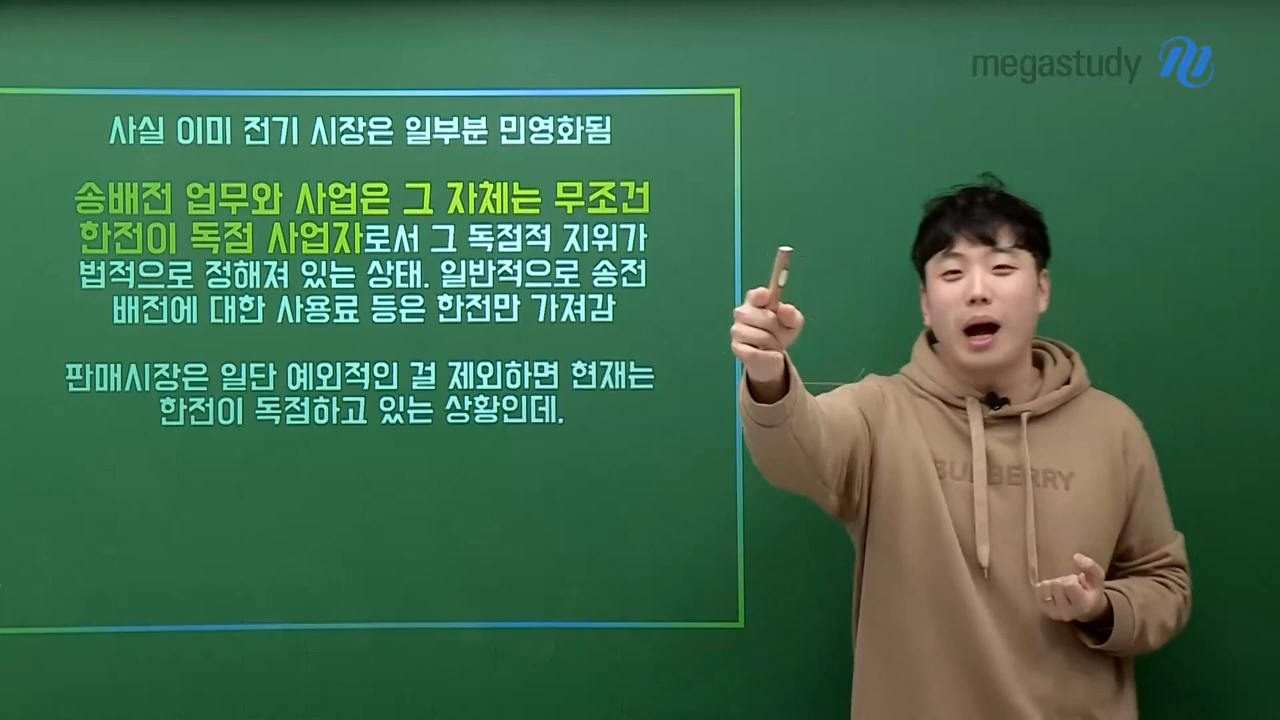 megastudy
사실 이미 전기 시장은 일부분 민영화됨
송배전 업무와 사업은 그 자체는 무조건
한전이 독점 사업자로서 그 독점적 지위가
법적으로 정해져 있는 상태. 일반적으로 송전
배전에 대한 사용료 등은 한전만 가져감
판매시장은 일단 예외적인 걸 제외하면 현재는
한전이 독점하고 있는 상황인데.
BURBERRY